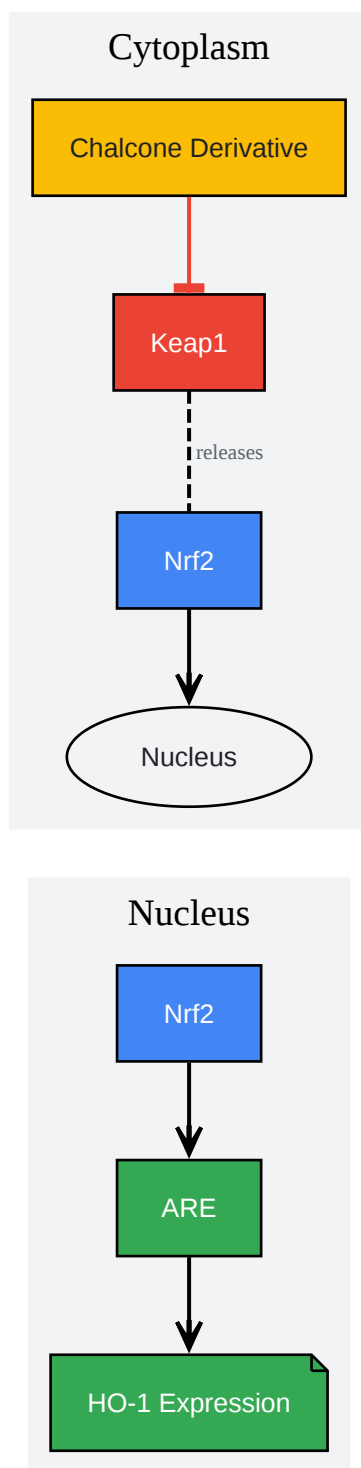 Cytoplasm
Chalcone Derivative
Keap1
releases
Nrf2
Nucleus
Nucleus
Nrf2
ARE
HO-1 Expression